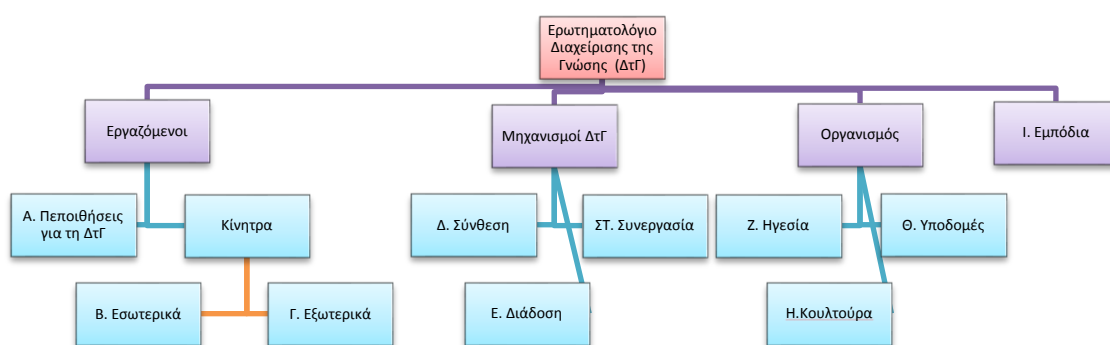 Ερωτηματολόγιο
Διαχείρισης της
Γνώσης (ΔτΓ)
Εργαζόμενοι
Μηχανισμοί ΔτΓ
Οργανισμός
Ι. Εμπόδια
Α. Πεποιθήσεις
για τη ΔτΓ
Κίνητρα
Δ. Σύνθεση
ΣΤ. Συνεργασία
Ζ. Ηγεσία
Θ. Υποδομές
Β. Εσωτερικά
Γ. Εξωτερικά
Ε. Διάδοση
Η.Κουλτούρα